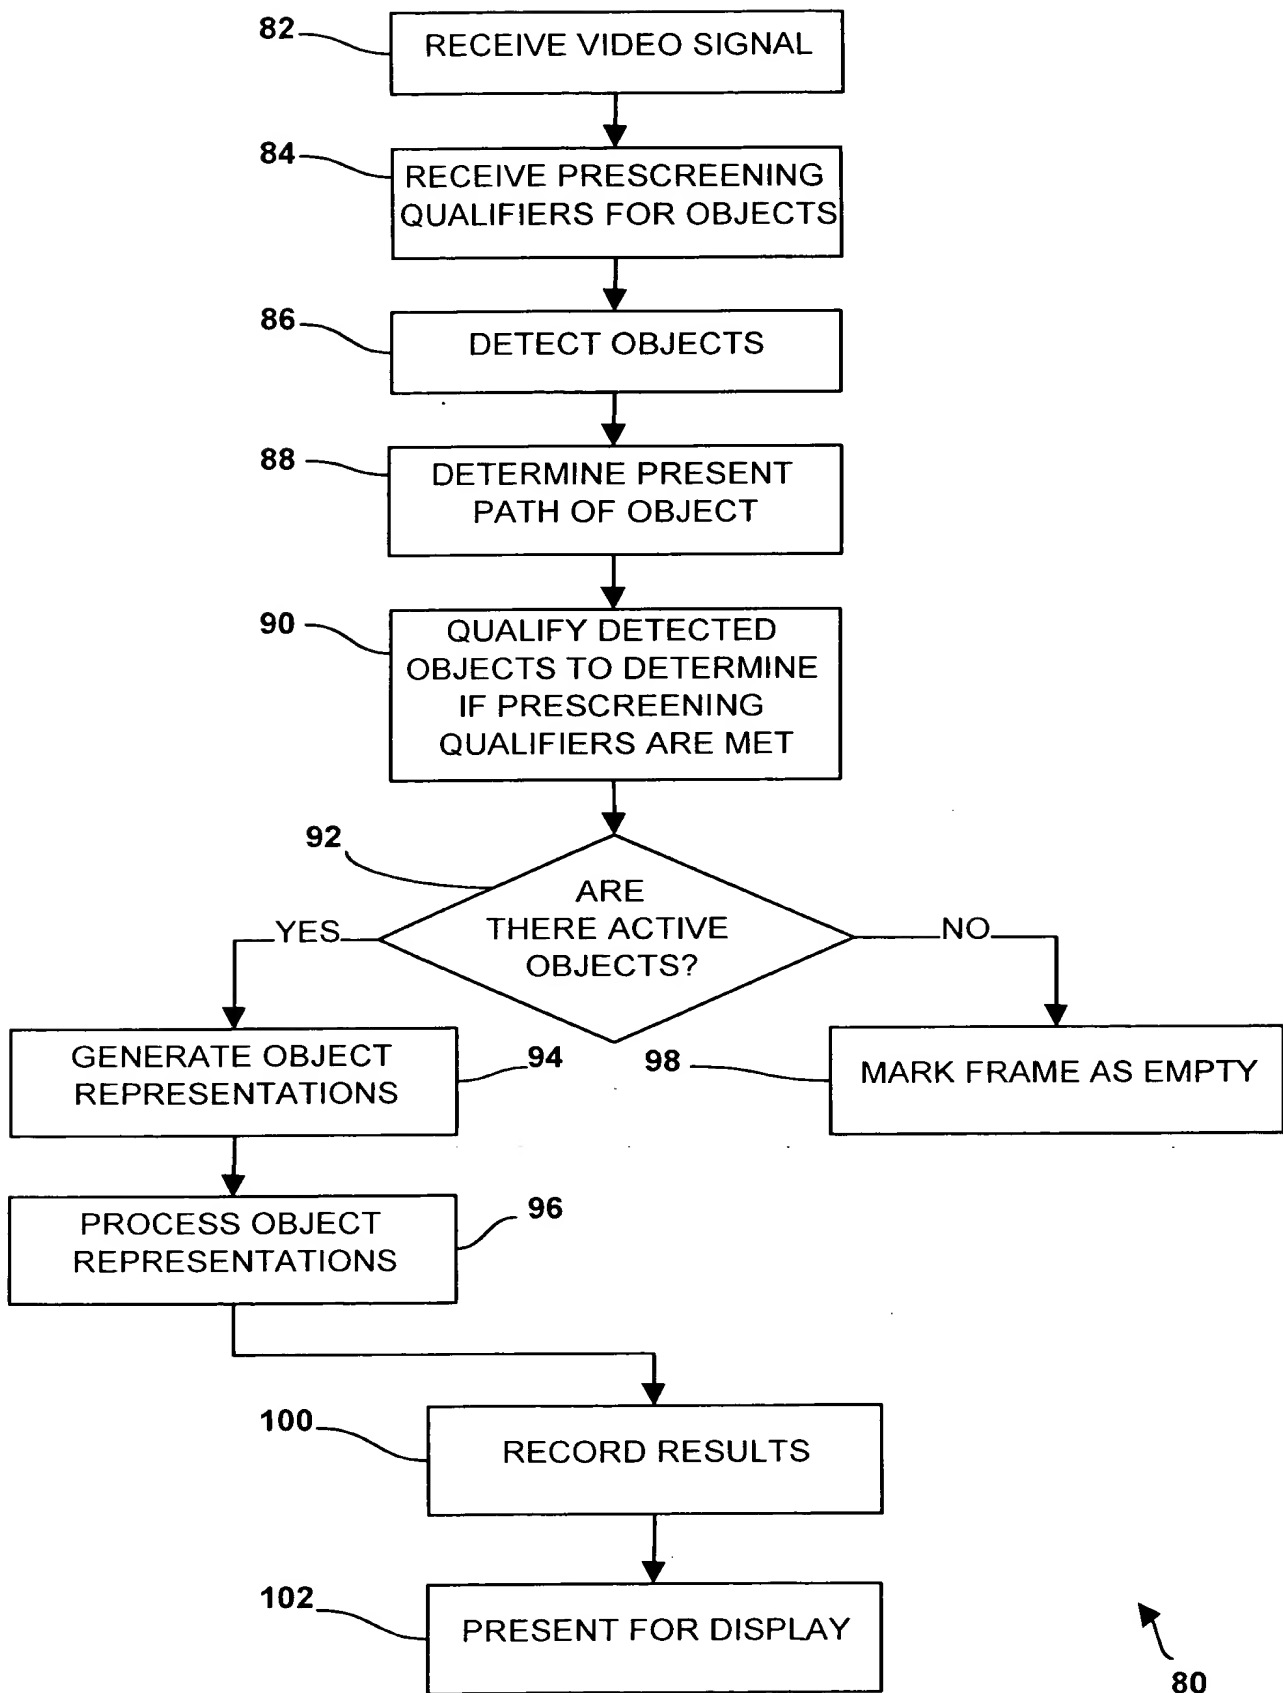 82
RECEIVE VIDEO SIGNAL
84
RECEIVE PRESCREENING
QUALIFIERS FOR OBJECTS
86
DETECT OBJECTS
88
DETERMINE PRESENT
PATH OF OBJECT
90
QUALIFY DETECTED
OBJECTS TO DETERMINE
IF PRESCREENING
QUALIFIERS ARE MET
92
ARE
THERE ACTIVE
OBJECTS?
YES
NO
GENERATE OBJECT
REPRESENTATIONS
94
98
MARK FRAME AS EMPTY
PROCESS OBJECT
REPRESENTATIONS
96
100
RECORD RESULTS
102
PRESENT FOR DISPLAY
80